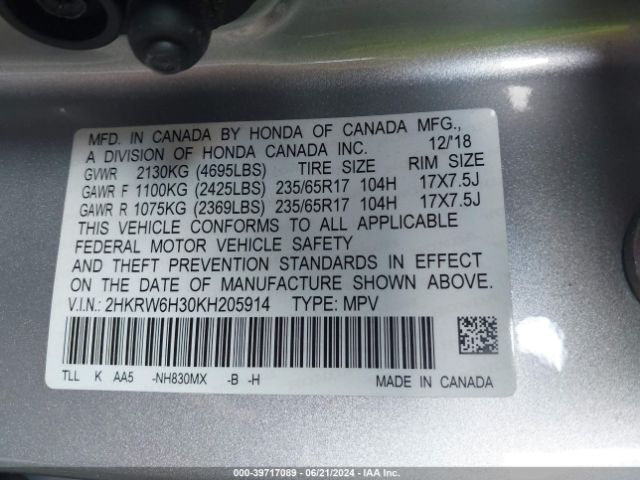 MFD. IN CANADA BY HONDA OF CANADA MFG.,
A DIVISION OF HONDA CANADA INC. 12/'18
GVWR 2130KG (4695LBS) TIRE SIZE RIM SIZE
GAWR F 1100KG (2425LBS) 235/65R17 104H 17X7.5J
GAWR R 1075KG (2369LBS) 235/65R17 104H 17X7.5J
THIS VEHICLE CONFORMS TO ALL APPLICABLE
FEDERAL MOTOR VEHICLE SAFETY
AND THEFT PREVENTION STANDARDS IN EFFECT
ON THE DATE OF MANUFACTURE SHOWN ABOVE.
V.I.N.: 2HKRW6H30KH205914 TYPE: MPV
TLL K AA5 -NH830MX -B -H MADE IN CANADA
© - 39717089 - 06/21/2024 - IAA Inc.